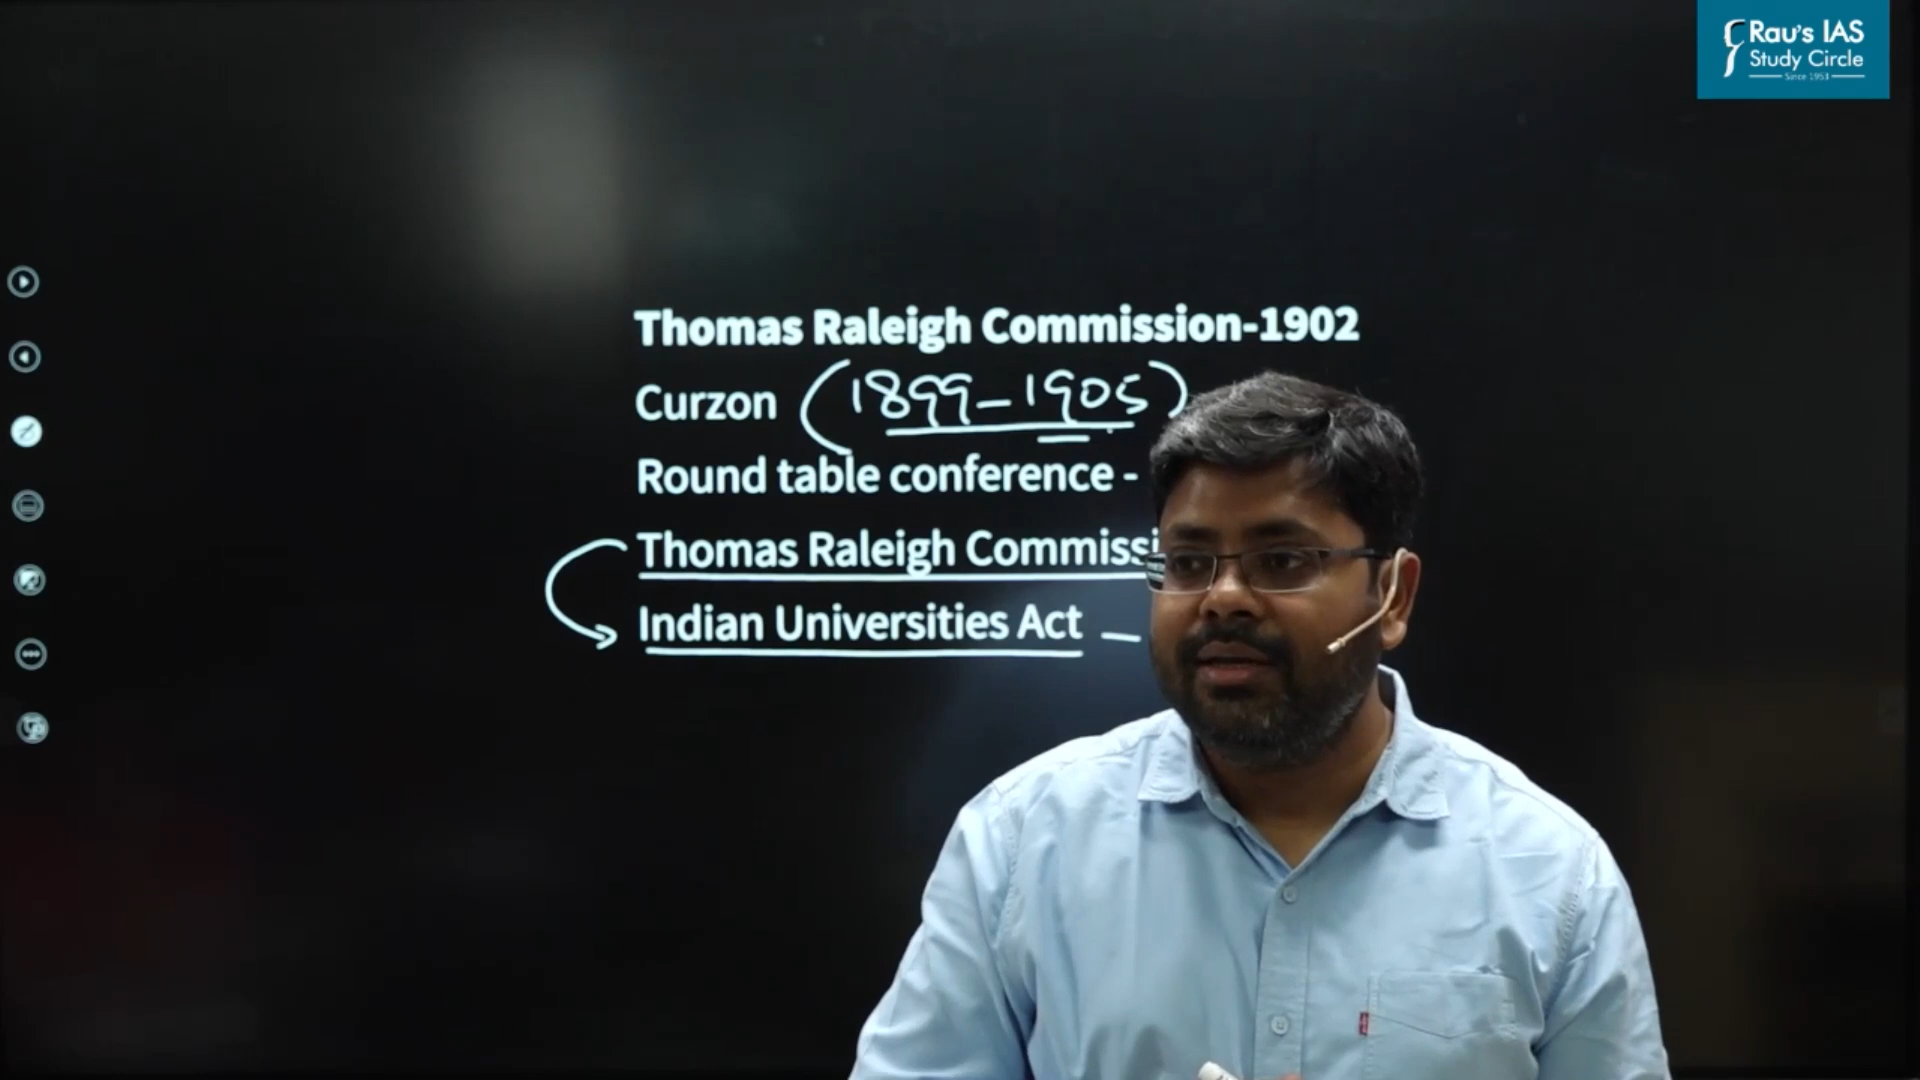 Rau's IAS
Study Circle
Since 1953
Thomas Raleigh Commission-1902
Curzon (1899-1905)
Round table conference -
Thomas Raleigh Commissi
Indian Universities Act —